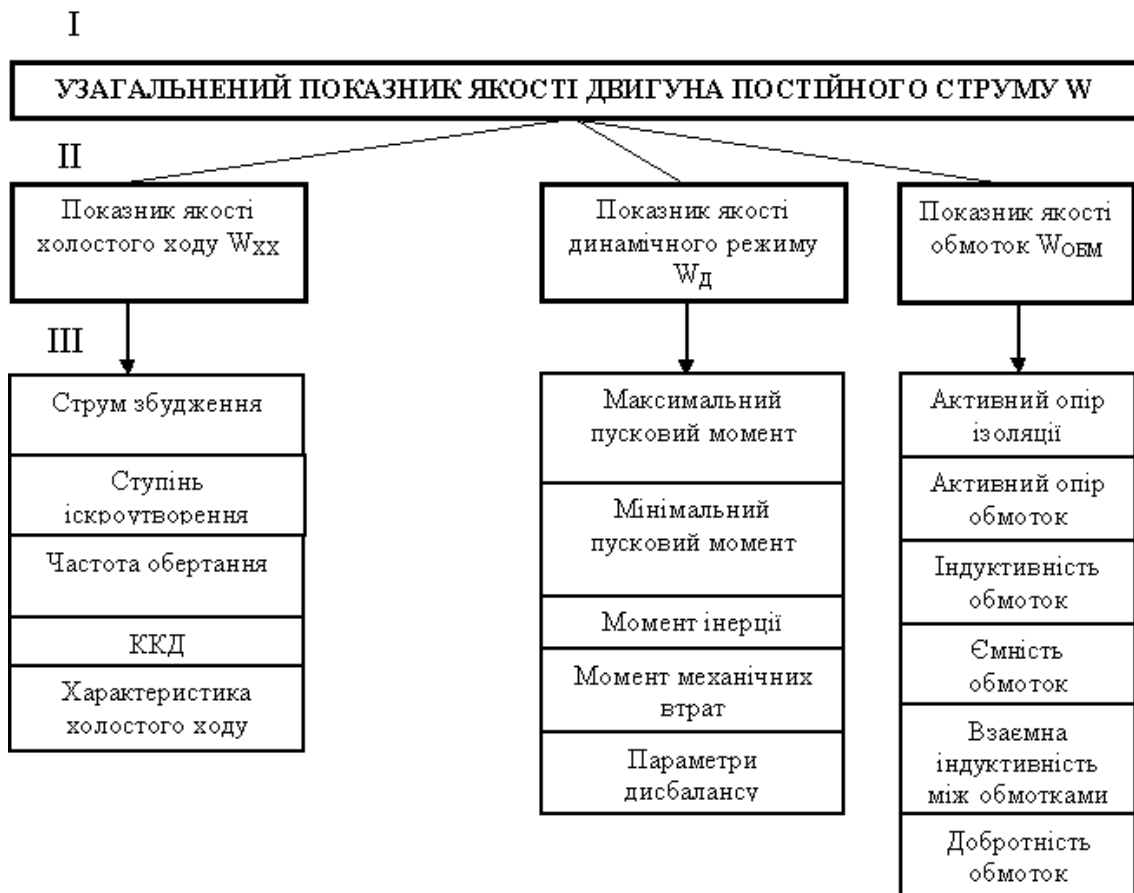 I
УЗАГАЛЬНЕНИЙ ПОКАЗНИК ЯКОСТІ ДВИГУНА ПОСТІЙНОГО СТРУМУ W
II
Показник якості
холостого ходу WХХ
Показник якості
динамічного режиму
WД
Показник якості
обмоток WОБМ
III
Струм збудження
Ступінь
іскроутворення
Частота обертання
ККД
Характеристика
холостого ходу
Максимальний
пусковий момент
Мінімальний
пусковий момент
Момент інерції
Момент механічних
втрат
Параметри
дисбалансу
Активний опір
ізоляції
Активний опір
обмоток
Індуктивність
обмоток
Ємність
обмоток
Взаємна
індуктивність
між обмотками
Добротність
обмоток